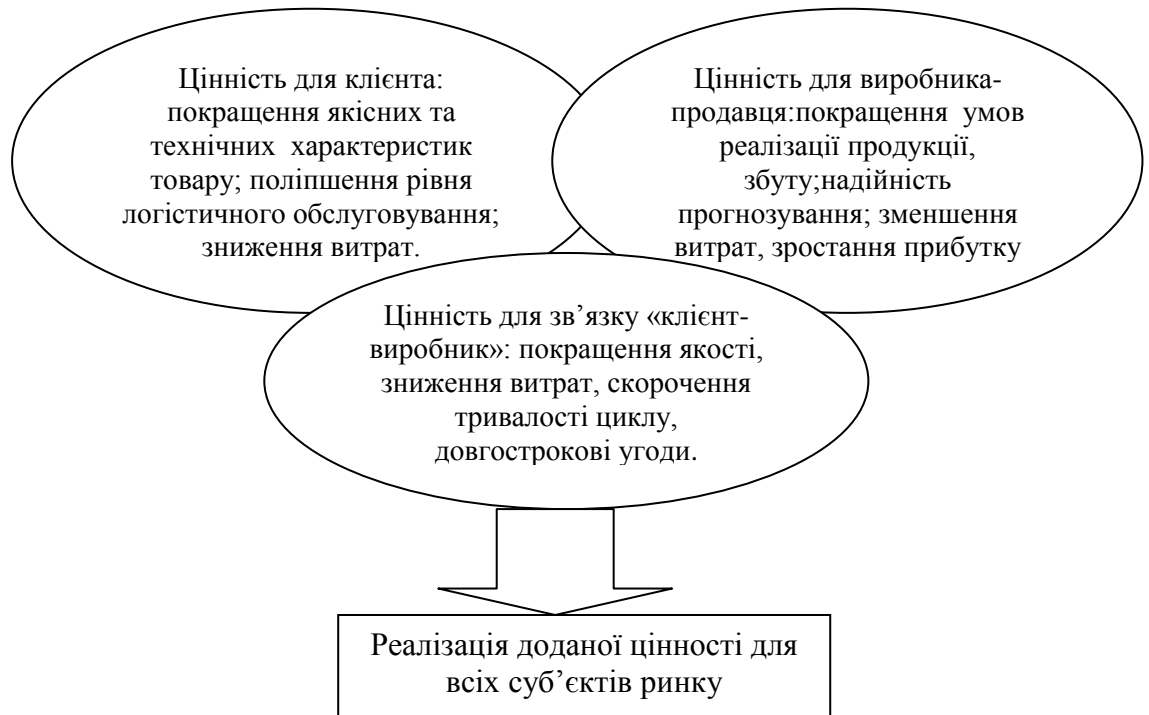 Цінність для клієнта:
покращення якісних та
технічних характеристик
товару; поліпшення рівня
логістичного обслуговування;
зниження витрат.
Цінність для виробника-
продавця:покращення умов
реалізації продукції,
збуту;надійність
прогнозування; зменшення
витрат, зростання прибутку
Цінність для зв’язку «клієнт-
виробник»: покращення якості,
зниження витрат, скорочення
тривалості циклу,
довгострокові угоди.
Реалізація доданої цінності для
всіх суб’єктів ринку